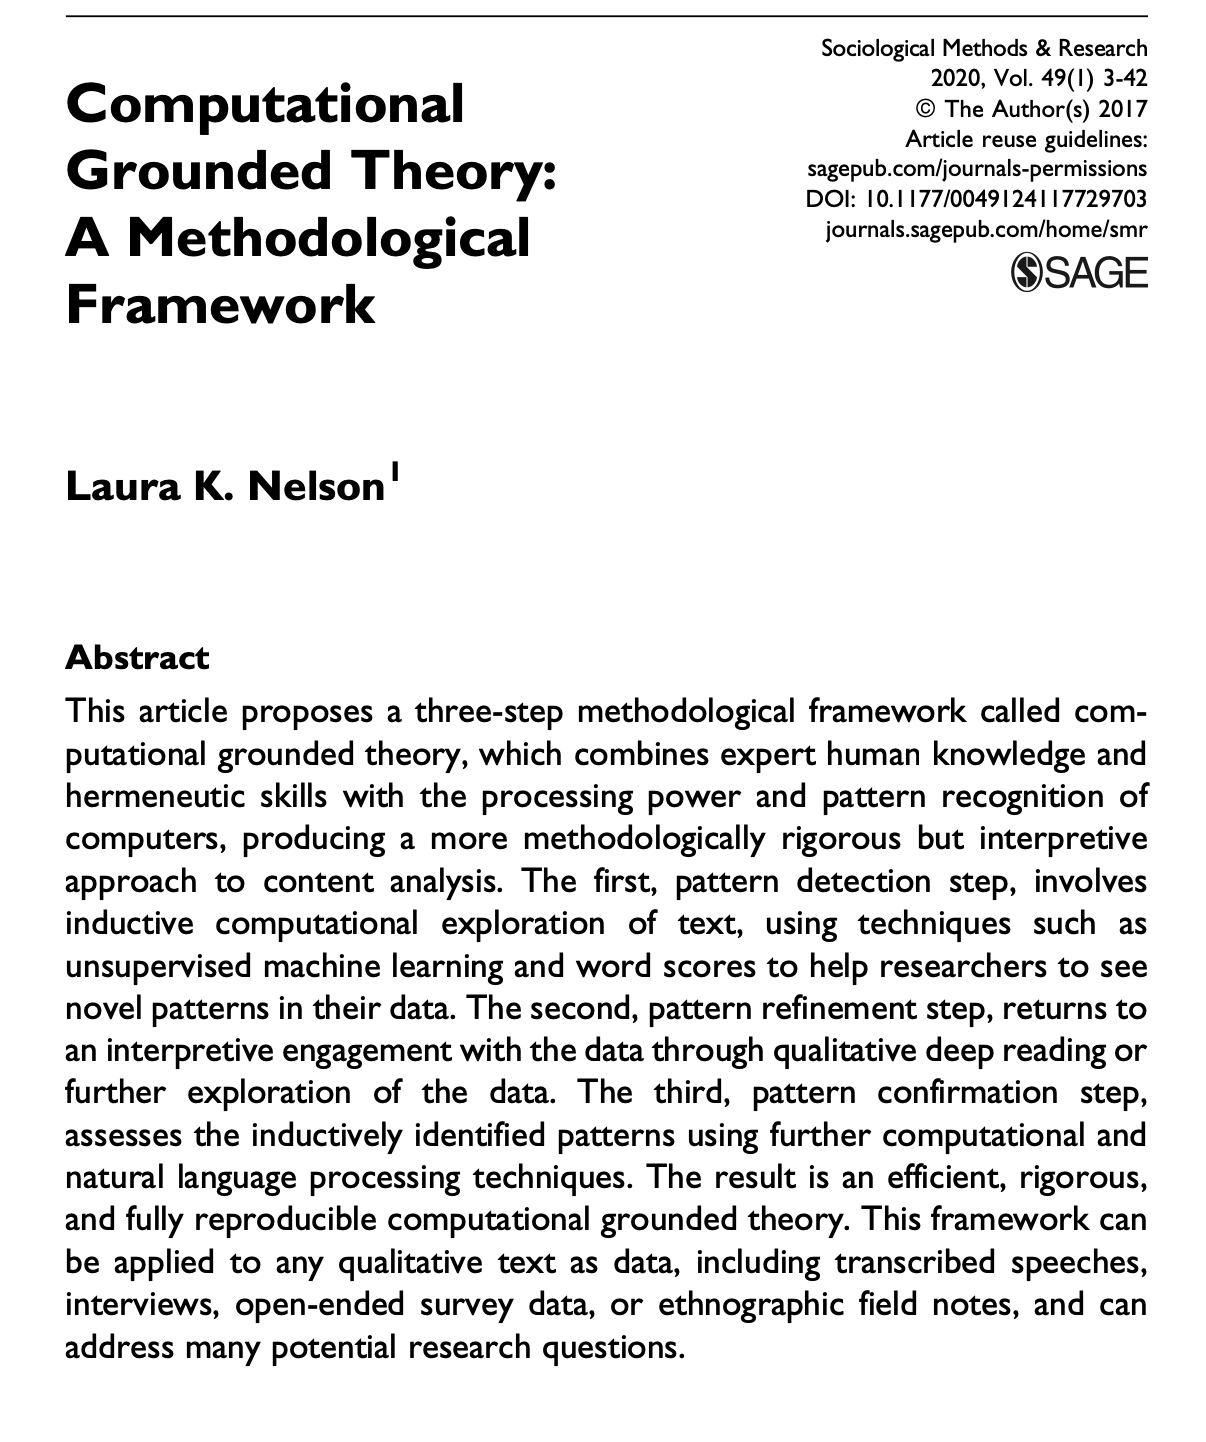 Computational
Grounded Theory:
A Methodological
Framework
Sociological Methods & Research
2020, Vol. 49(1) 3-42
© The Author(s) 2017
Article reuse guidelines:
sagepub.com/journals-permissions
DOI: 10.1177/0049124117729703
journals.sagepub.com/home/smr
SAGE
Laura K. Nelson1
Abstract
This article proposes a three-step methodological framework called com-
putational grounded theory, which combines expert human knowledge and
hermeneutic skills with the processing power and pattern recognition of
computers, producing a more methodologically rigorous but interpretive
approach to content analysis. The first, pattern detection step, involves
inductive computational exploration of text, using techniques such as
unsupervised machine learning and word scores to help researchers to see
novel patterns in their data. The second, pattern refinement step, returns to
an interpretive engagement with the data through qualitative deep reading or
further exploration of the data. The third, pattern confirmation step,
assesses the inductively identified patterns using further computational and
natural language processing techniques. The result is an efficient, rigorous,
and fully reproducible computational grounded theory. This framework can
be applied to any qualitative text as data, including transcribed speeches,
interviews, open-ended survey data, or ethnographic field notes, and can
address many potential research questions.